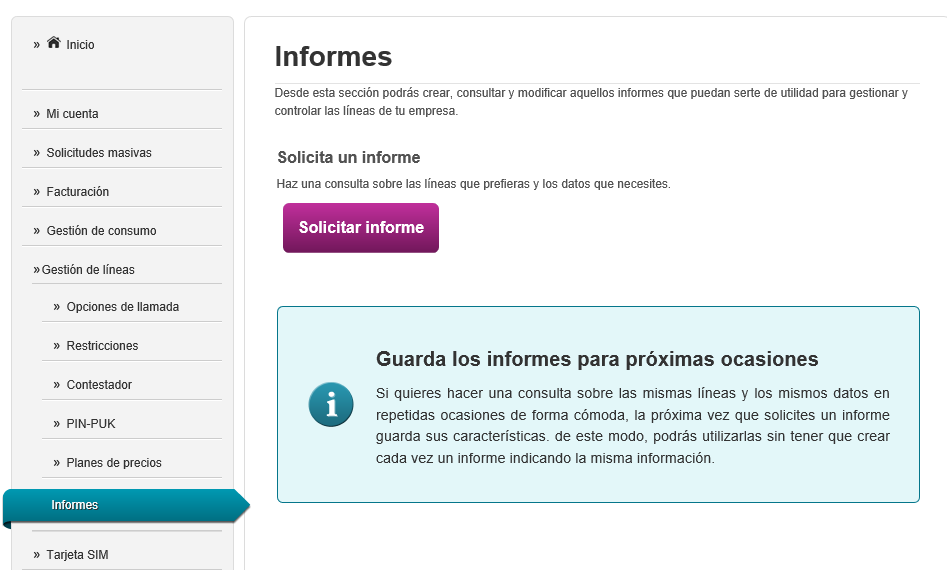 » Inicio
» Mi cuenta
» Solicitudes masivas
» Facturación
» Gestión de consumo
» Gestión de líneas
» Opciones de llamada
» Restricciones
» Contestador
» PIN-PUK
» Planes de precios
Informes
» Tarjeta SIM
Informes
Desde esta sección podrás crear, consultar y modificar aquellos informes que puedan serte de utilidad para gestionar y
controlar las líneas de tu empresa.
Solicita un informe
Haz una consulta sobre las líneas que prefieras y los datos que necesites.
Solicitar informe
Guarda los informes para próximas ocasiones
Si quieres hacer una consulta sobre las mismas líneas y los mismos datos en
repetidas ocasiones de forma cómoda, la próxima vez que solicites un informe
guarda sus características. de este modo, podrás utilizarlas sin tener que crear
cada vez un informe indicando la misma información.